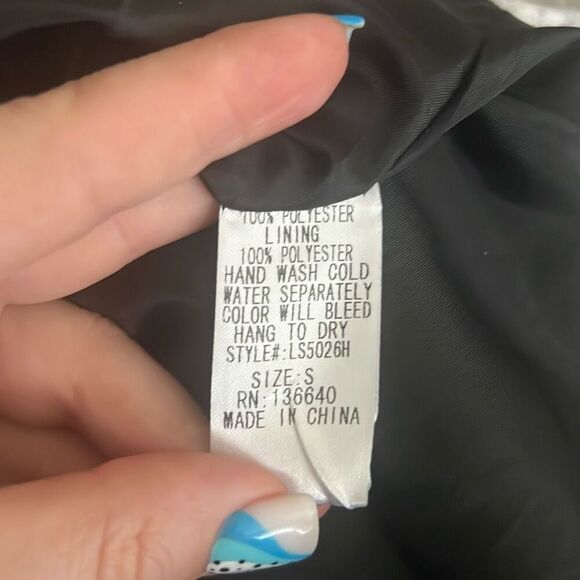 100% POLYESTER
LINING
100% POLYESTER
HAND WASH COLD
WATER SEPARATELY
COLOR WILL BLEED
HANG TO DRY
STYLE#:LS5026H
SIZE:S
RN:136640
MADE IN CHINA